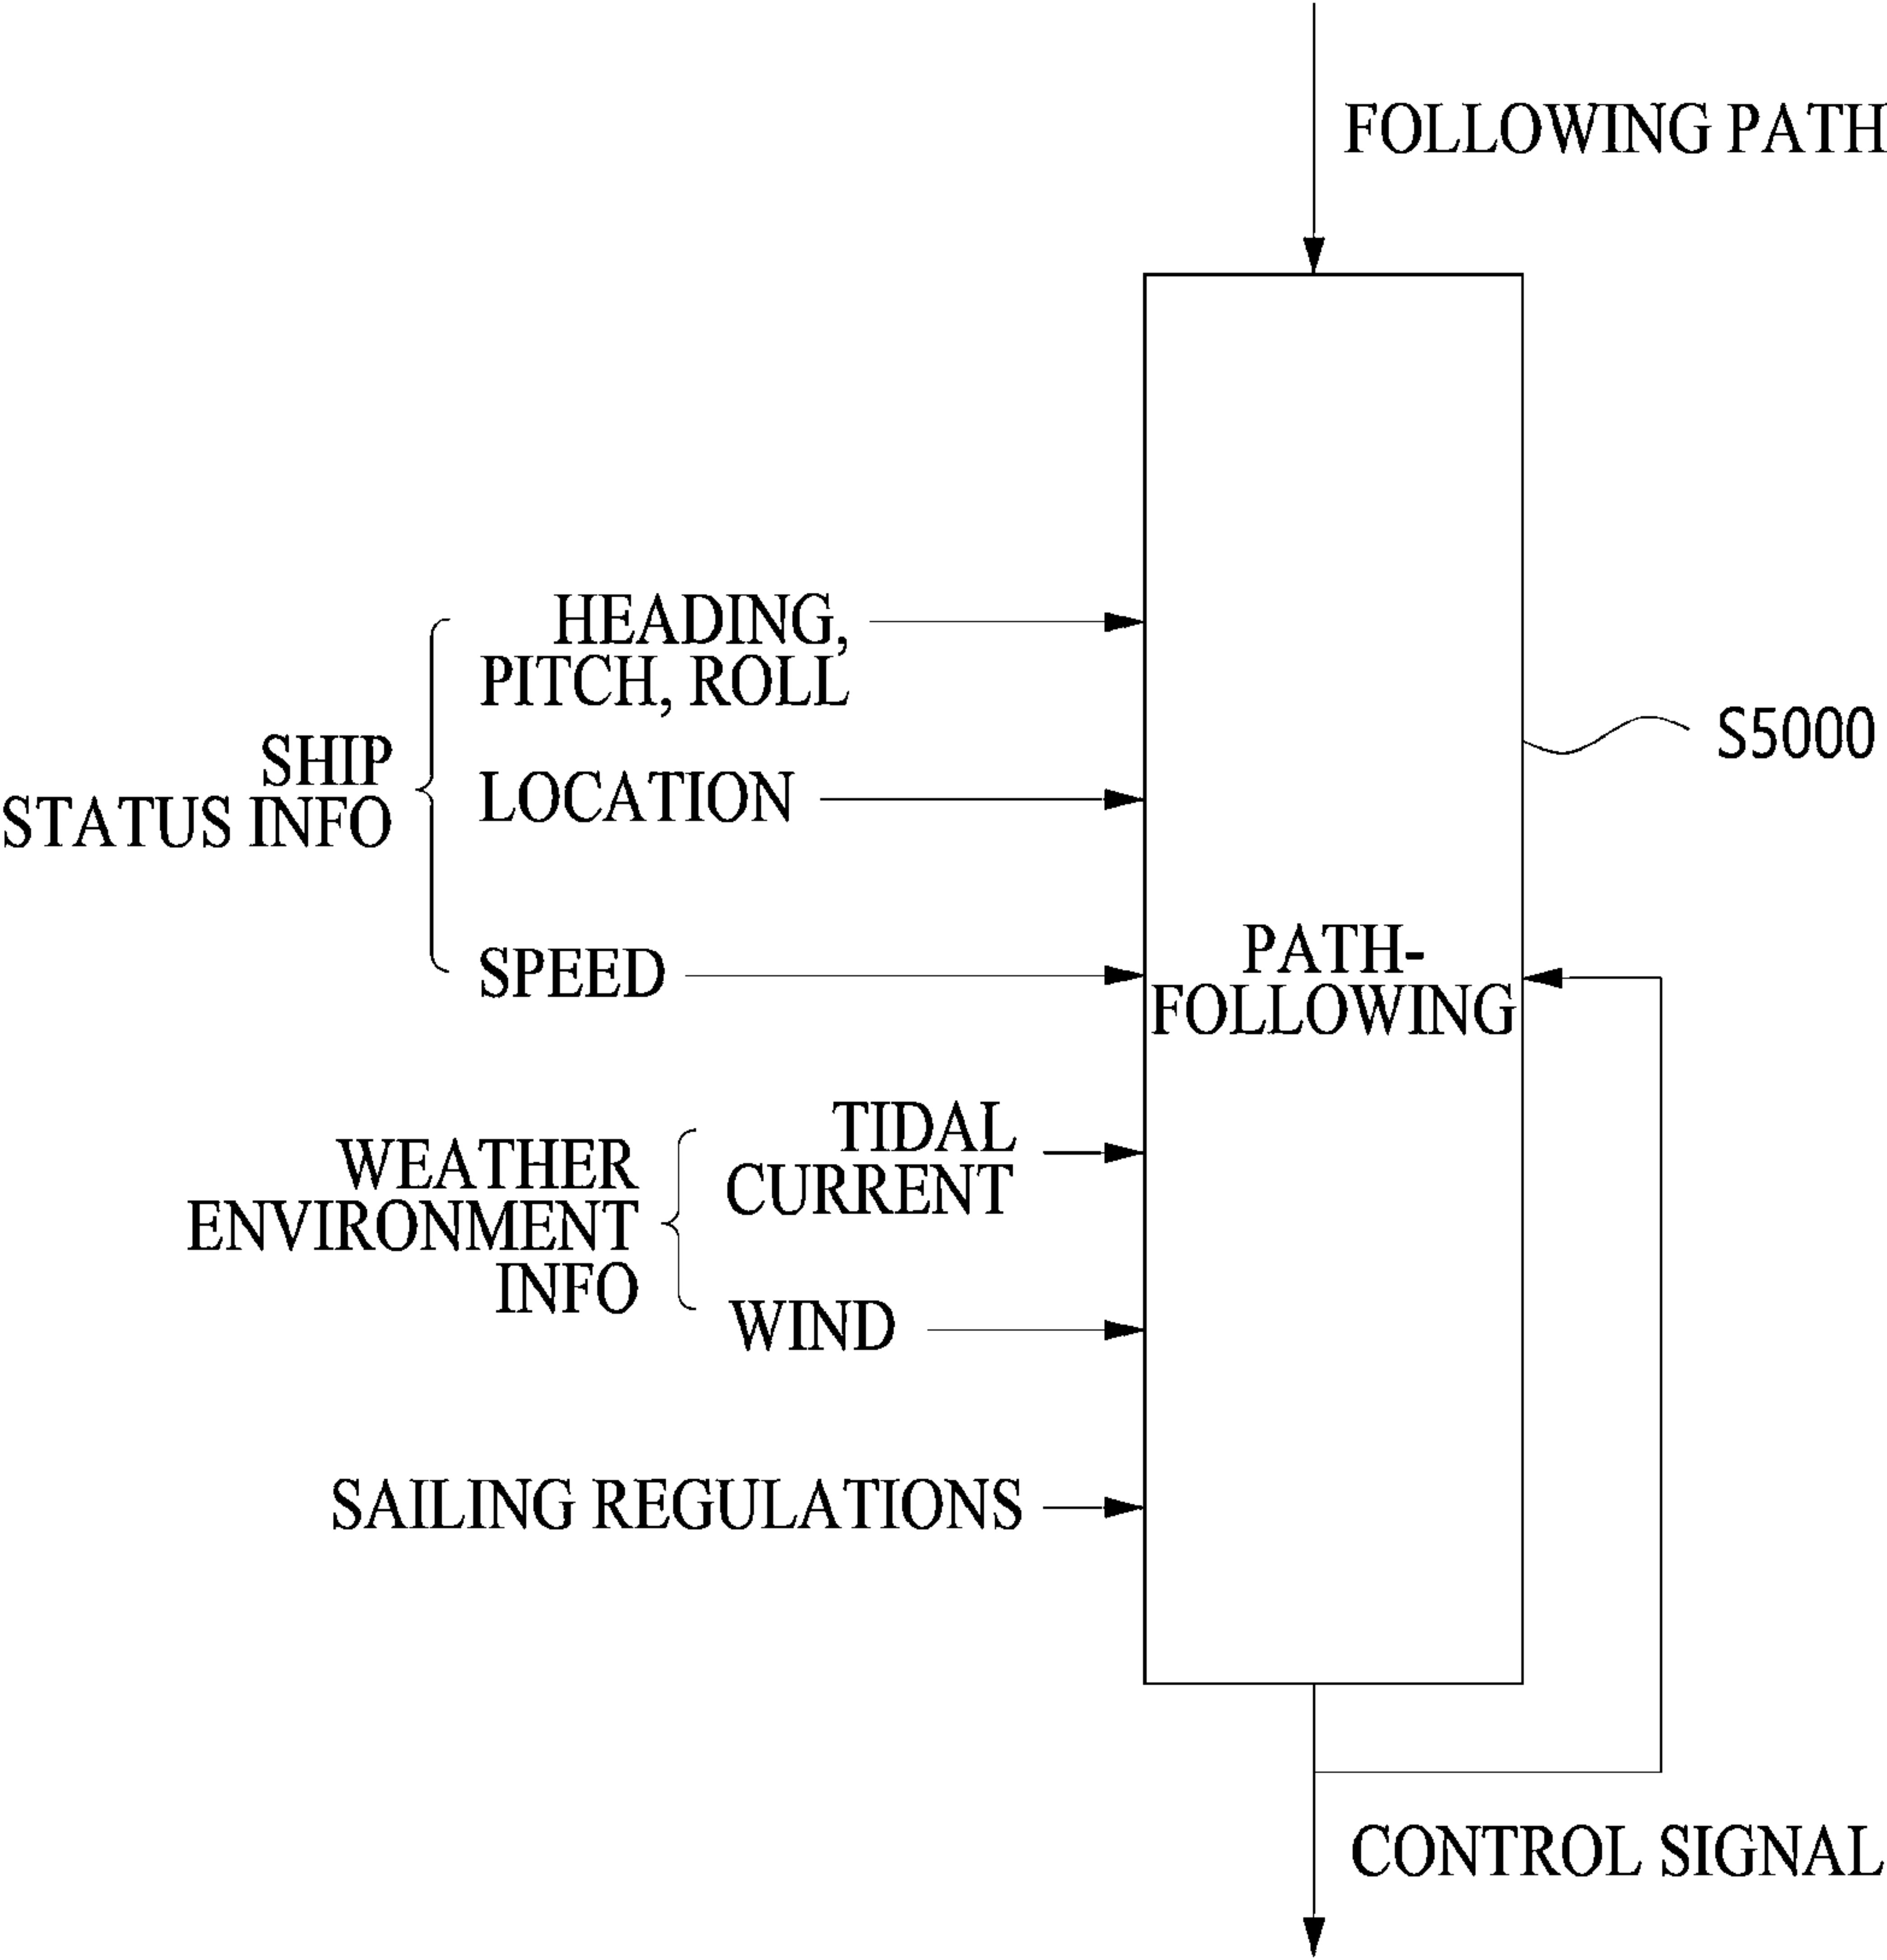 FOLLOWING PATH
HEADING,
PITCH, ROLL
SHIP
STATUS INFO
LOCATION
S5000
SPEED
PATH-
FOLLOWING
TIDAL
CURRENT
WEATHER
ENVIRONMENT
INFO
WIND
SAILING REGULATIONS
CONTROL SIGNAL